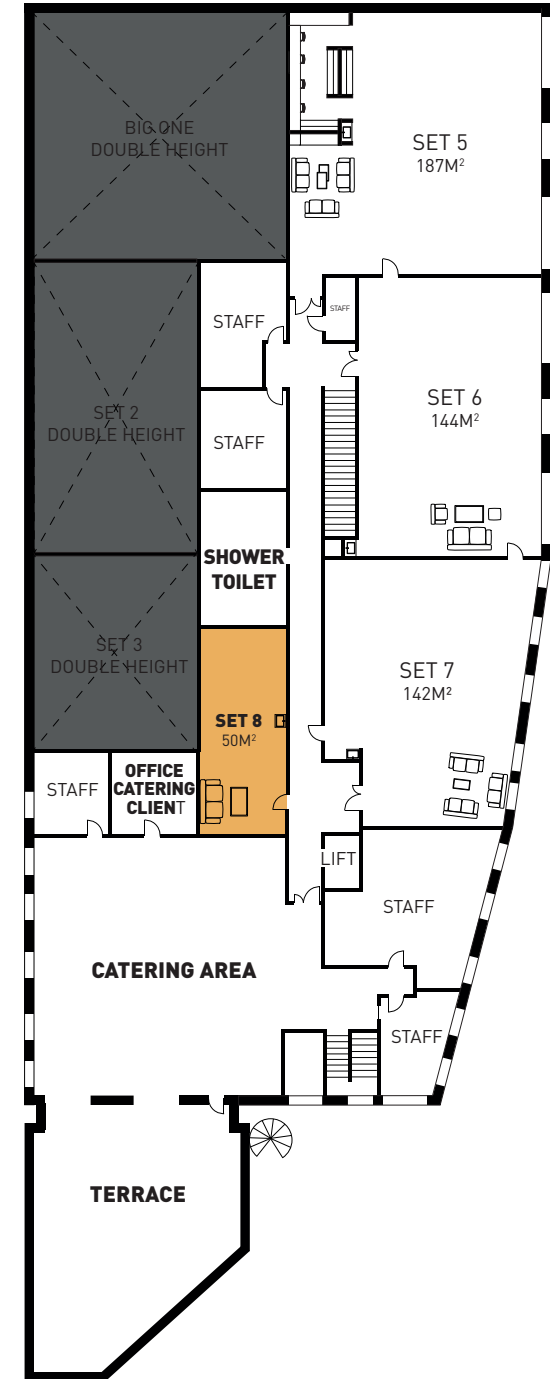 BIG ONE
DOUBLE HEIGHT
SET 5
187M²
STAFF
STAFF
SET 2
DOUBLE HEIGHT
SET 6
144M²
STAFF
SHOWER
TOILET
SET 3
DOUBLE HEIGHT
SET 7
142M²
SET 8
50M²
STAFF
OFFICE
CATERING
CLIENT
LIFT
STAFF
CATERING AREA
STAFF
TERRACE